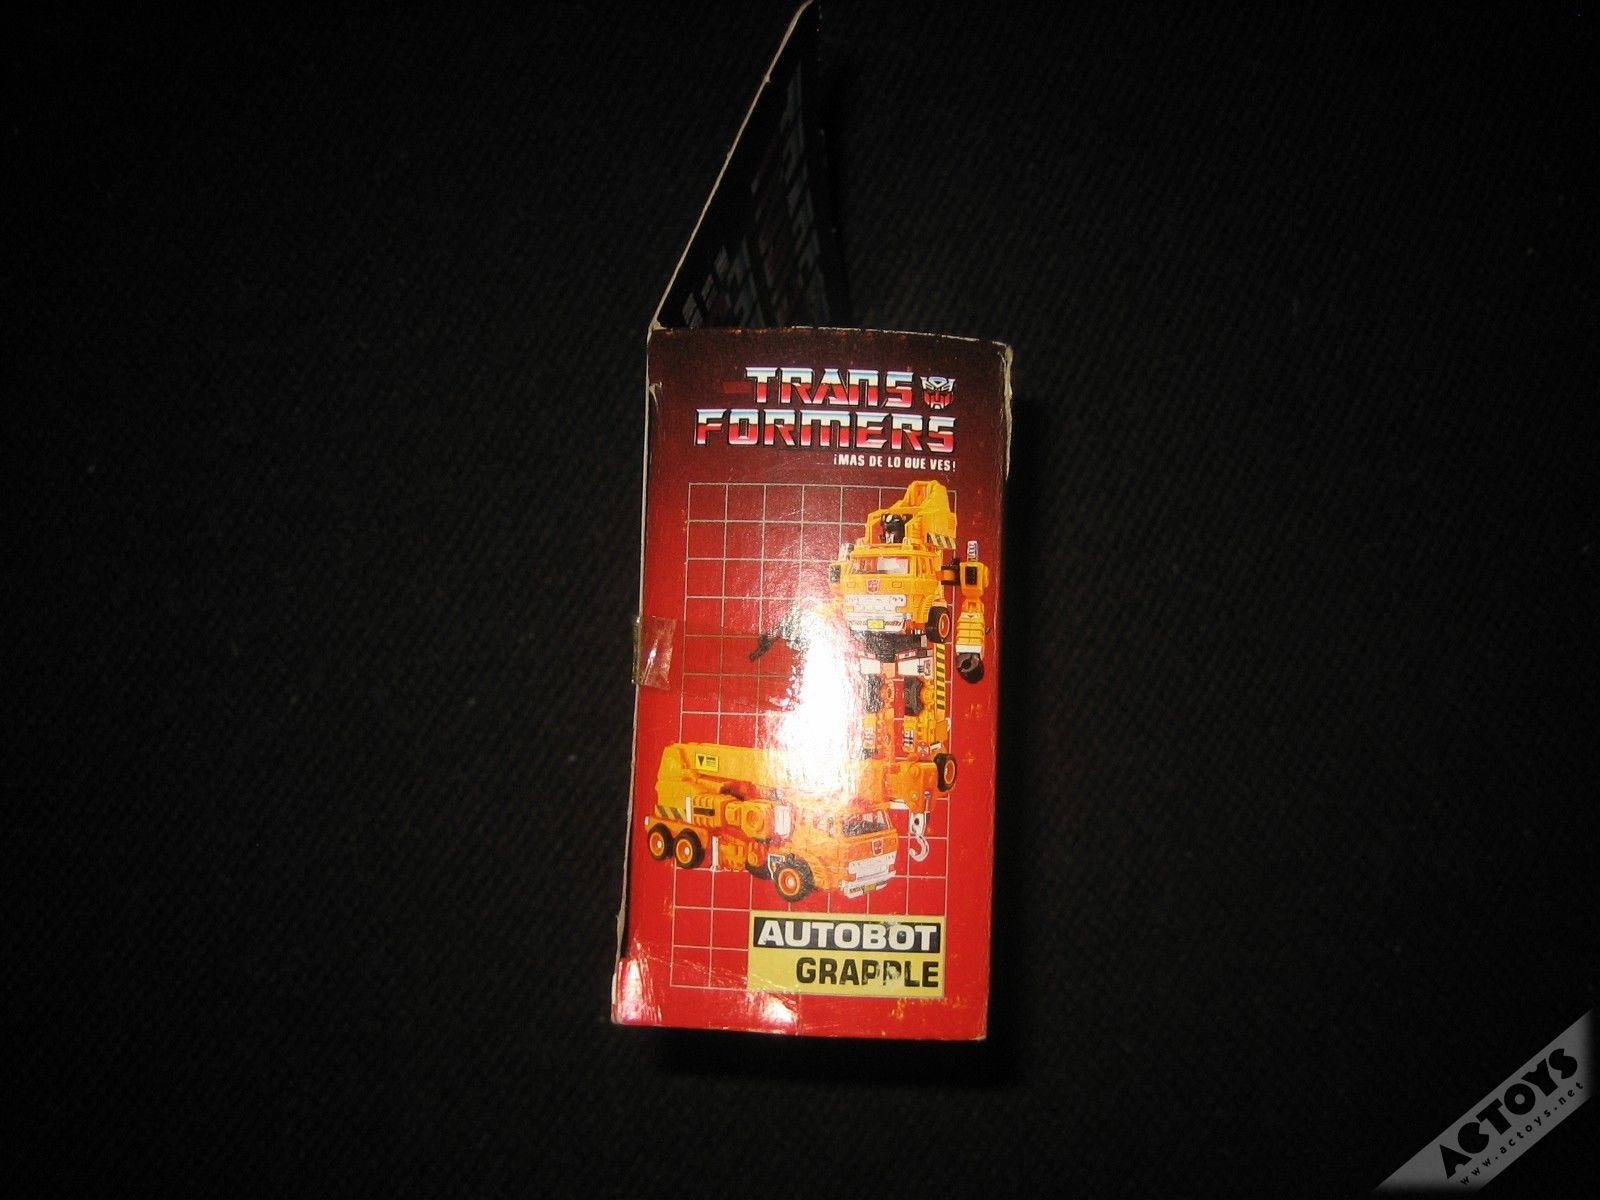 TRANS
FORMERS
¡MAS DE LO QUE VES!
AUTOBOT
GRAPPLE
ACTOYS
www.actoys.net